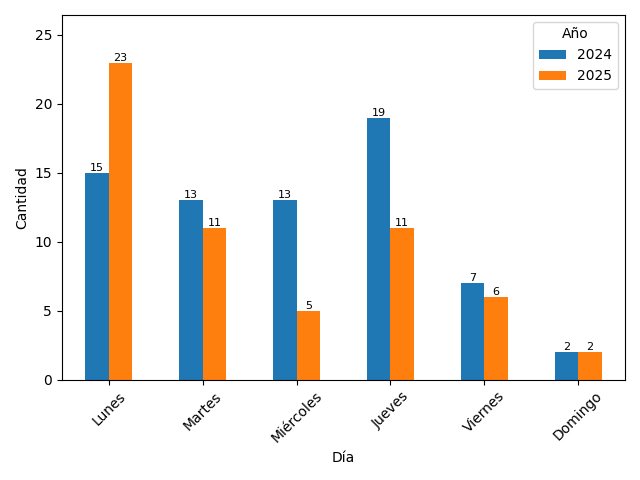 Año
2024
2025
25
20
15
10
5
0
Cantidad
15
23
13
11
13
5
19
11
7
6
2
2
Lunes
Martes
Miércoles
Jueves
Viernes
Domingo
Día